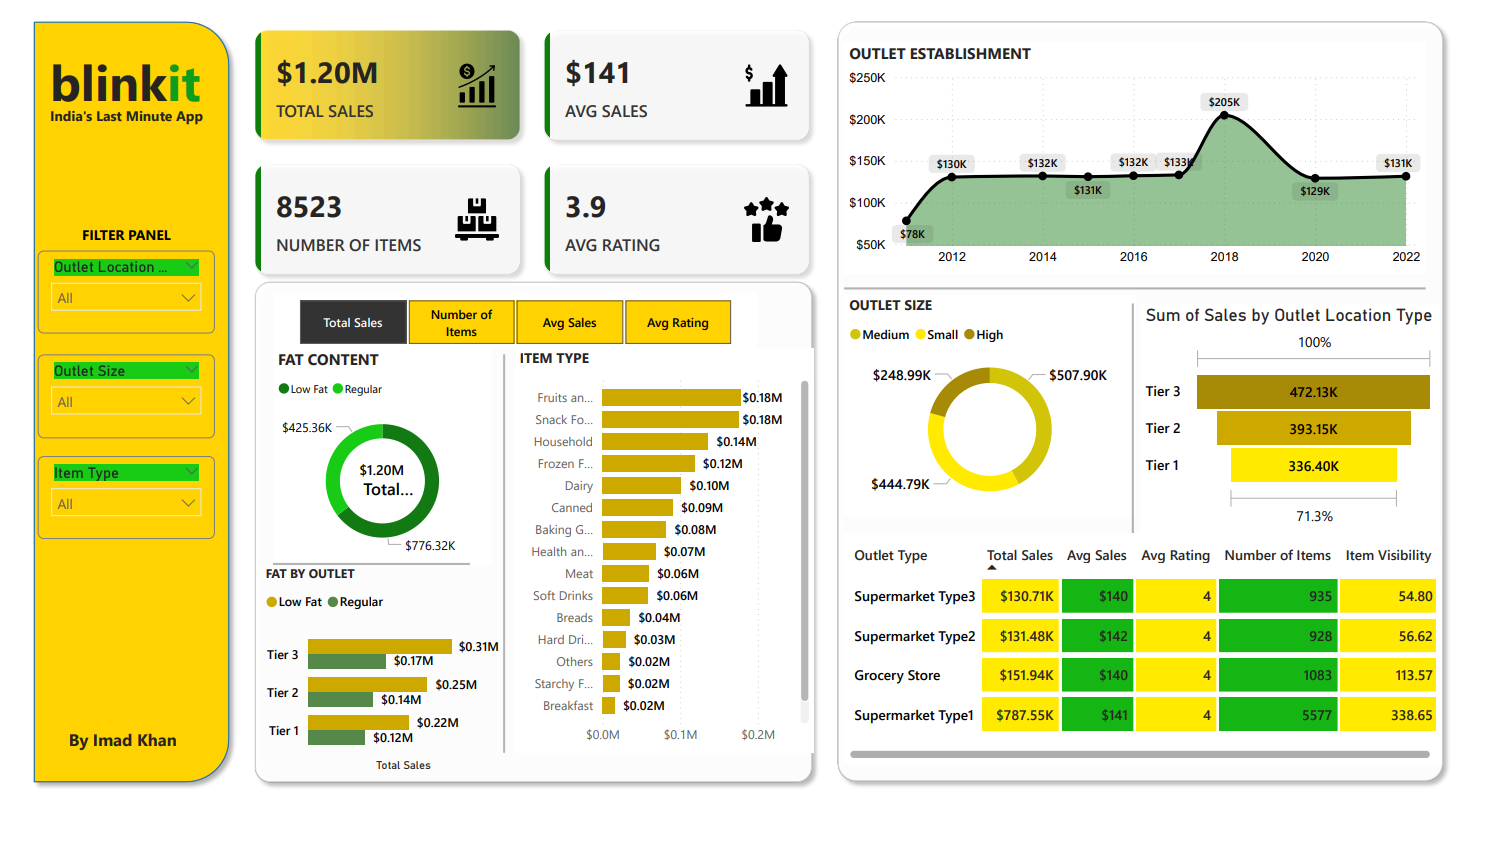 blinkit
India's Last Minute App
FILTER PANEL
Outlet Location ...
All
Outlet Size
All
Item Type
All
By Imad Khan
$1.20M
TOTAL SALES
$141
AVG SALES
8523
NUMBER OF ITEMS
3.9
AVG RATING
Total Sales
Number of
Items
Avg Sales
Avg Rating
FAT CONTENT
Low Fat Regular
$425.36K
$1.20M
Total...
$776.32K
FAT BY OUTLET
Low Fat Regular
Tier 3 $0.31M
$0.17M
Tier 2 $0.25M
$0.14M
Tier 1 $0.22M
$0.12M
Total Sales
ITEM TYPE
Fruits an... $0.18M
Snack Fo... $0.18M
Household $0.14M
Frozen F... $0.12M
Dairy $0.10M
Canned $0.09M
Baking G... $0.08M
Health an... $0.07M
Meat $0.06M
Soft Drinks $0.06M
Breads $0.04M
Hard Dri... $0.03M
Others $0.02M
Starchy F... $0.02M
Breakfast $0.02M
$0.0M $0.1M $0.2M
OUTLET ESTABLISHMENT
$250K
$200K
$150K
$100K
$50K
$78K $130K $132K $131K $132K $133K $205K $129K $131K
2012 2014 2016 2018 2020 2022
OUTLET SIZE
Medium Small High
$248.99K $507.90K
$444.79K
Sum of Sales by Outlet Location Type
100%
Tier 3 472.13K
Tier 2 393.15K
Tier 1 336.40K
71.3%
Outlet Type Total Sales Avg Sales Avg Rating Number of Items Item Visibility
Supermarket Type3 $130.71K $140 4 935 54.80
Supermarket Type2 $131.48K $142 4 928 56.62
Grocery Store $151.94K $140 4 1083 113.57
Supermarket Type1 $787.55K $141 4 5577 338.65